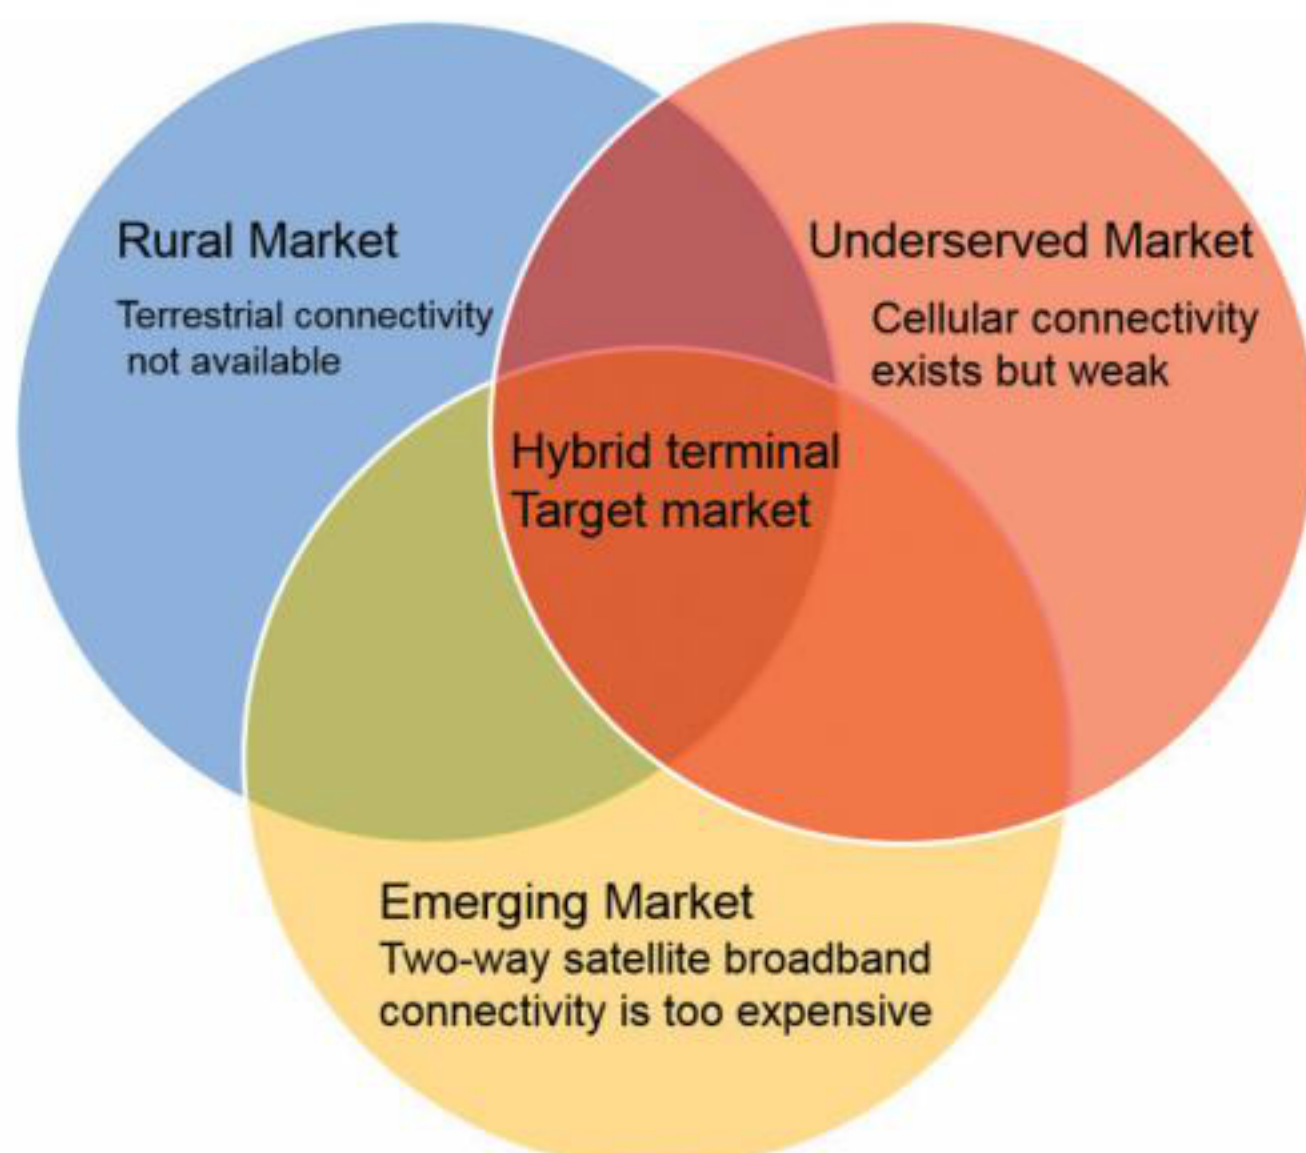 Rural Market
Terrestrial connectivity
not available
Underserved Market
Cellular connectivity
exists but weak
Hybrid terminal
Target market
Emerging Market
Two-way satellite broadband
connectivity is too expensive